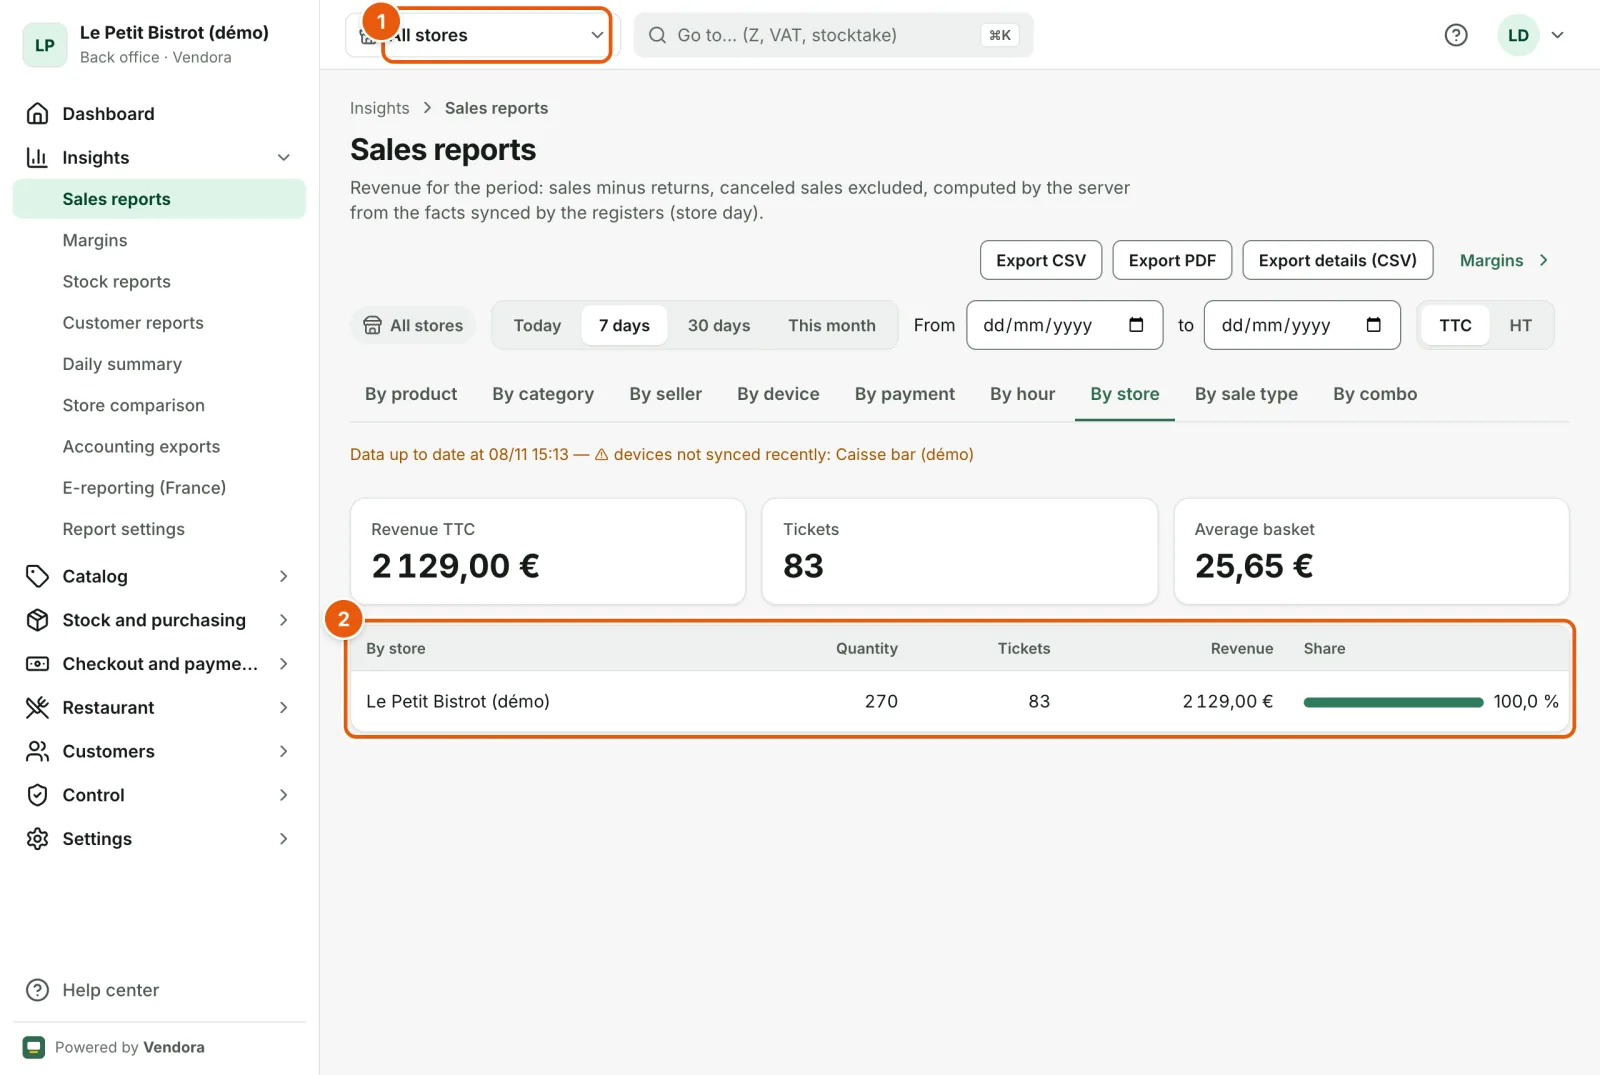 LP
Le Petit Bistrot (démo)
Back office · Vendora
1
All stores
Go to... (Z, VAT, stocktake)
⌘K
LD
Dashboard
Insights
Sales reports
Margins
Stock reports
Customer reports
Daily summary
Store comparison
Accounting exports
E-reporting (France)
Report settings
Catalog
Stock and purchasing
Checkout and payme...
Restaurant
Customers
Control
Settings
Help center
Powered by Vendora
Insights > Sales reports
Sales reports
Revenue for the period: sales minus returns, canceled sales excluded, computed by the server
from the facts synced by the registers (store day).
Export CSV
Export PDF
Export details (CSV)
Margins
All stores
Today
7 days
30 days
This month
From
dd/mm/yyyy
to
dd/mm/yyyy
TTC
HT
By product
By category
By seller
By device
By payment
By hour
By store
By sale type
By combo
Data up to date at 08/11 15:13 — ⚠ devices not synced recently: Caisse bar (démo)
Revenue TTC
2 129,00 €
Tickets
83
Average basket
25,65 €
2
By store Quantity Tickets Revenue Share
Le Petit Bistrot (démo) 270 83 2 129,00 € 100,0 %